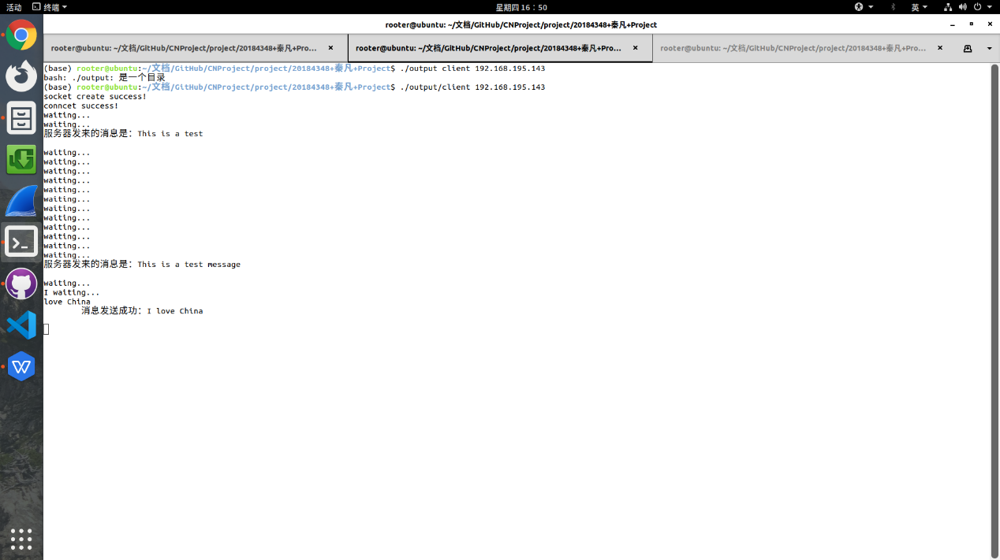 活动 终端 星期四 16：50 英
rooter@ubuntu: ~/文档/GitHub/CNProject/project/20184348+秦凡+Project
rooter@ubuntu: ~/文档/GitHub/CNProject/project/20184348+秦凡+Pro... × rooter@ubuntu: ~/文档/GitHub/CNProject/project/20184348+秦凡+Pro... × rooter@ubuntu: ~/文档/GitHub/CNProject/project/20184348+秦凡+Pro... ×
(base) rooter@ubuntu:~/文档/GitHub/CNProject/project/20184348+秦凡+Project$ ./output client 192.168.195.143
bash: ./output: 是一个目录
(base) rooter@ubuntu:~/文档/GitHub/CNProject/project/20184348+秦凡+Project$ ./output/client 192.168.195.143
socket create success!
conncet success!
waiting...
waiting...
服务器发来的消息是：This is a test
waiting...
waiting...
waiting...
waiting...
waiting...
waiting...
waiting...
waiting...
waiting...
waiting...
waiting...
waiting...
服务器发来的消息是：This is a test message
waiting...
I waiting...
love China
消息发送成功：I love China